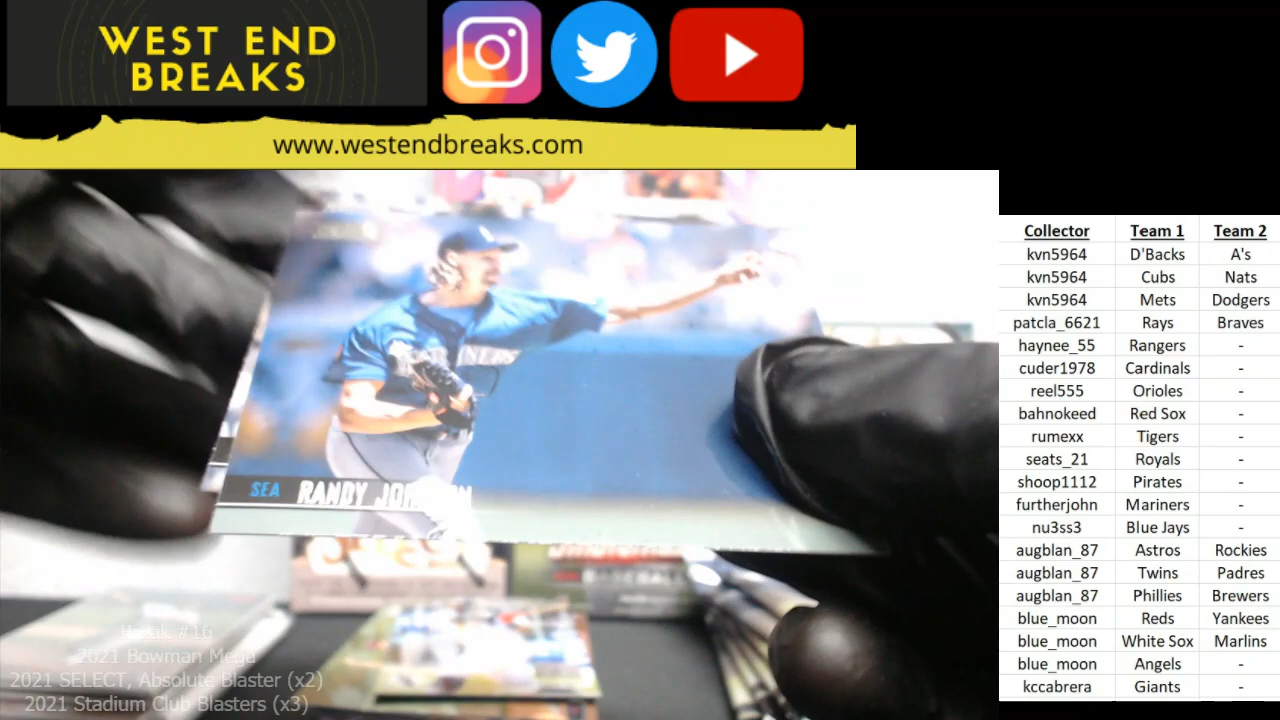 WEST END
BREAKS
www.westendbreaks.com
Collector Team 1 Team 2
kvn5964 D'Backs A's
kvn5964 Cubs Nats
kvn5964 Mets Dodgers
patcla_6621 Rays Braves
haynee_55 Rangers -
cuder1978 Cardinals -
reel555 Orioles -
bahnokeed Red Sox -
rumexx Tigers -
seats_21 Royals -
shoop1112 Pirates -
furtherjohn Mariners -
nu3ss3 Blue Jays -
augblan_87 Astros Rockies
augblan_87 Twins Padres
augblan_87 Phillies Brewers
blue_moon Reds Yankees
blue_moon White Sox Marlins
blue_moon Angels -
kccabrera Giants -
MARINERS
SEA RANDY JOHNSON
BASEBALL
Break #16
2021 Bowman Mega
2021 SELECT, Absolute Blaster (x2)
2021 Stadium Club Blasters (x3)